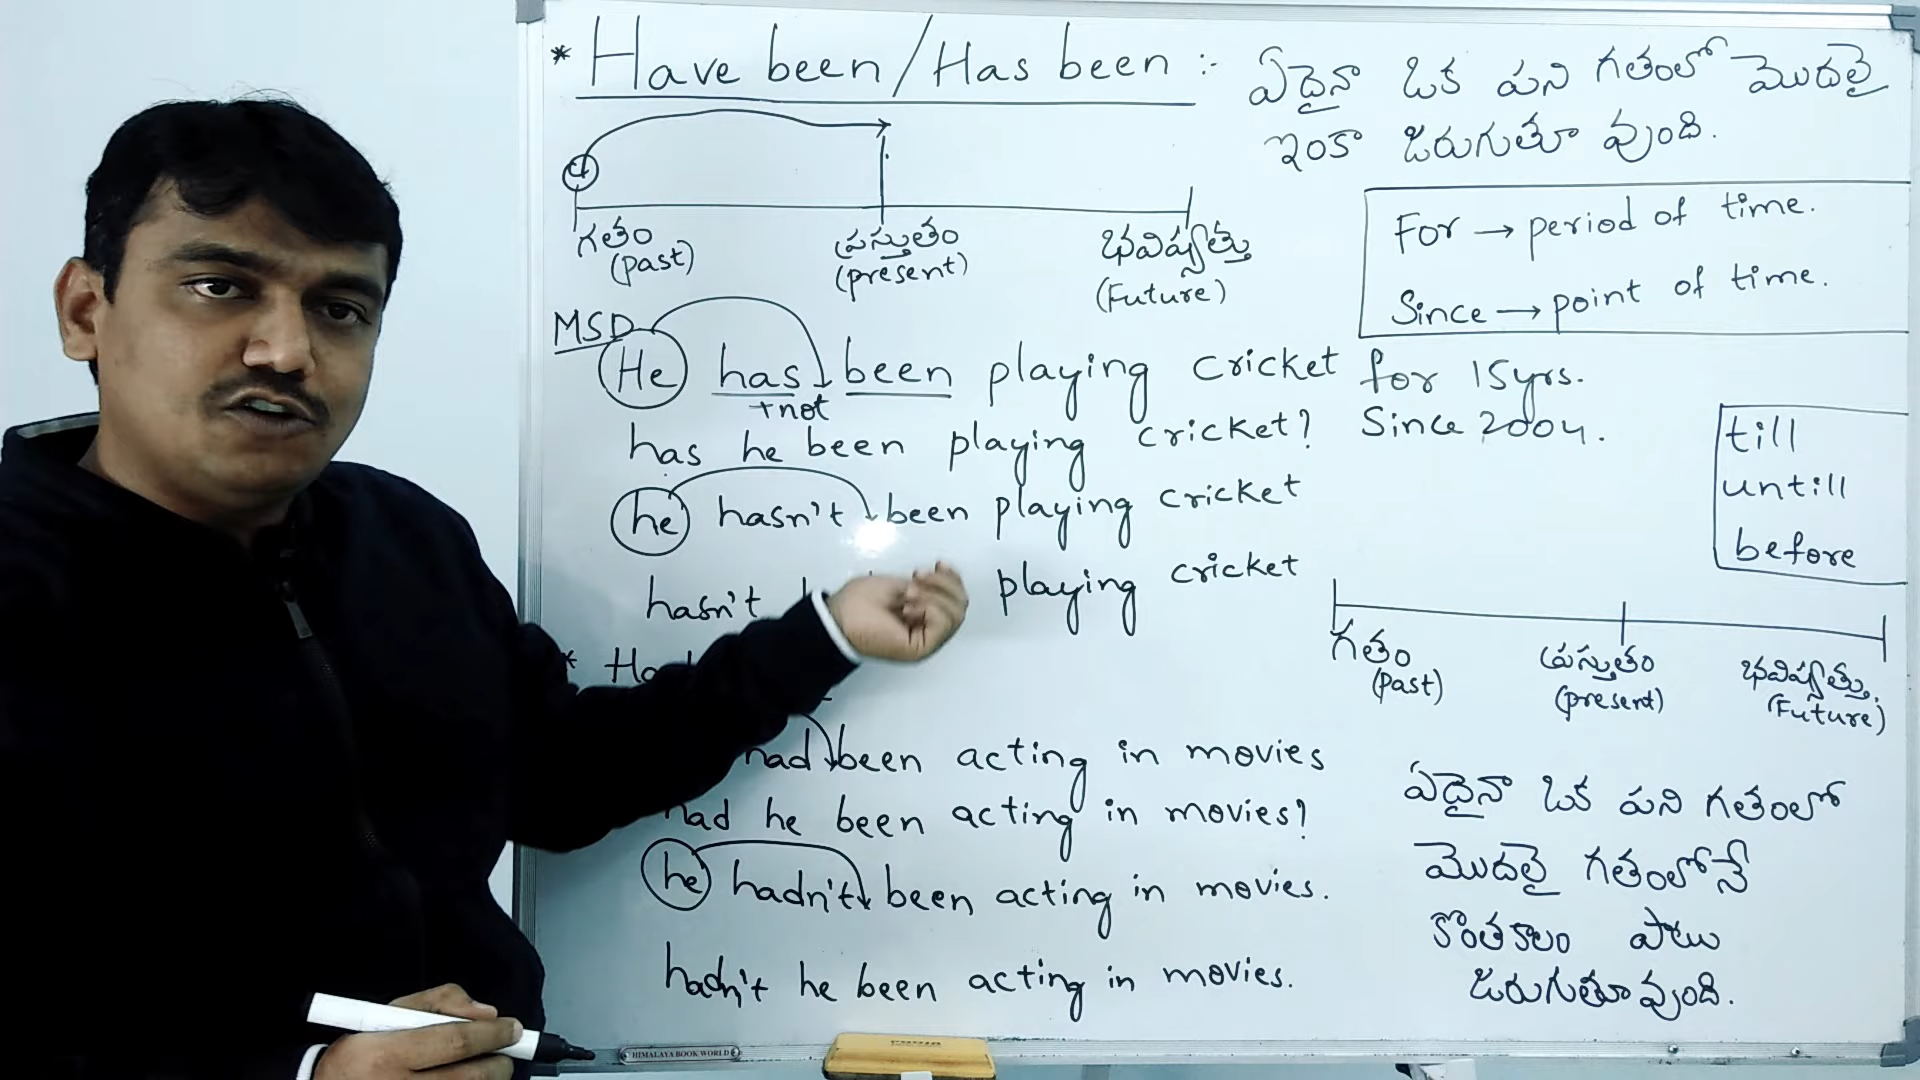 * Have been / Has been :- ఏదైనా ఒక పని గతంలో మొదలై
ఇంకా జరుగుతూ వుంది.
గతం
(past)
ప్రస్తుతం
(present)
భవిష్యత్తు
(Future)
For → period of time.
Since → point of time.
MSD
He has been playing cricket for 15yrs.
+not
has he been playing cricket? Since 2004.
he hasn't been playing cricket
hasn't playing cricket
till
untill
before
గతం
(past)
ప్రస్తుతం
(present)
భవిష్యత్తు.
(Future)
*
had been acting in movies
had he been acting in movies?
he hadn't been acting in movies.
hadn't he been acting in movies.
ఏదైనా ఒక పని గతంలో
మొదలై గతంలోనే
కొంతకాలం పాటు
జరుగుతూ వుంది.
HIMALAYA BOOK WORLD